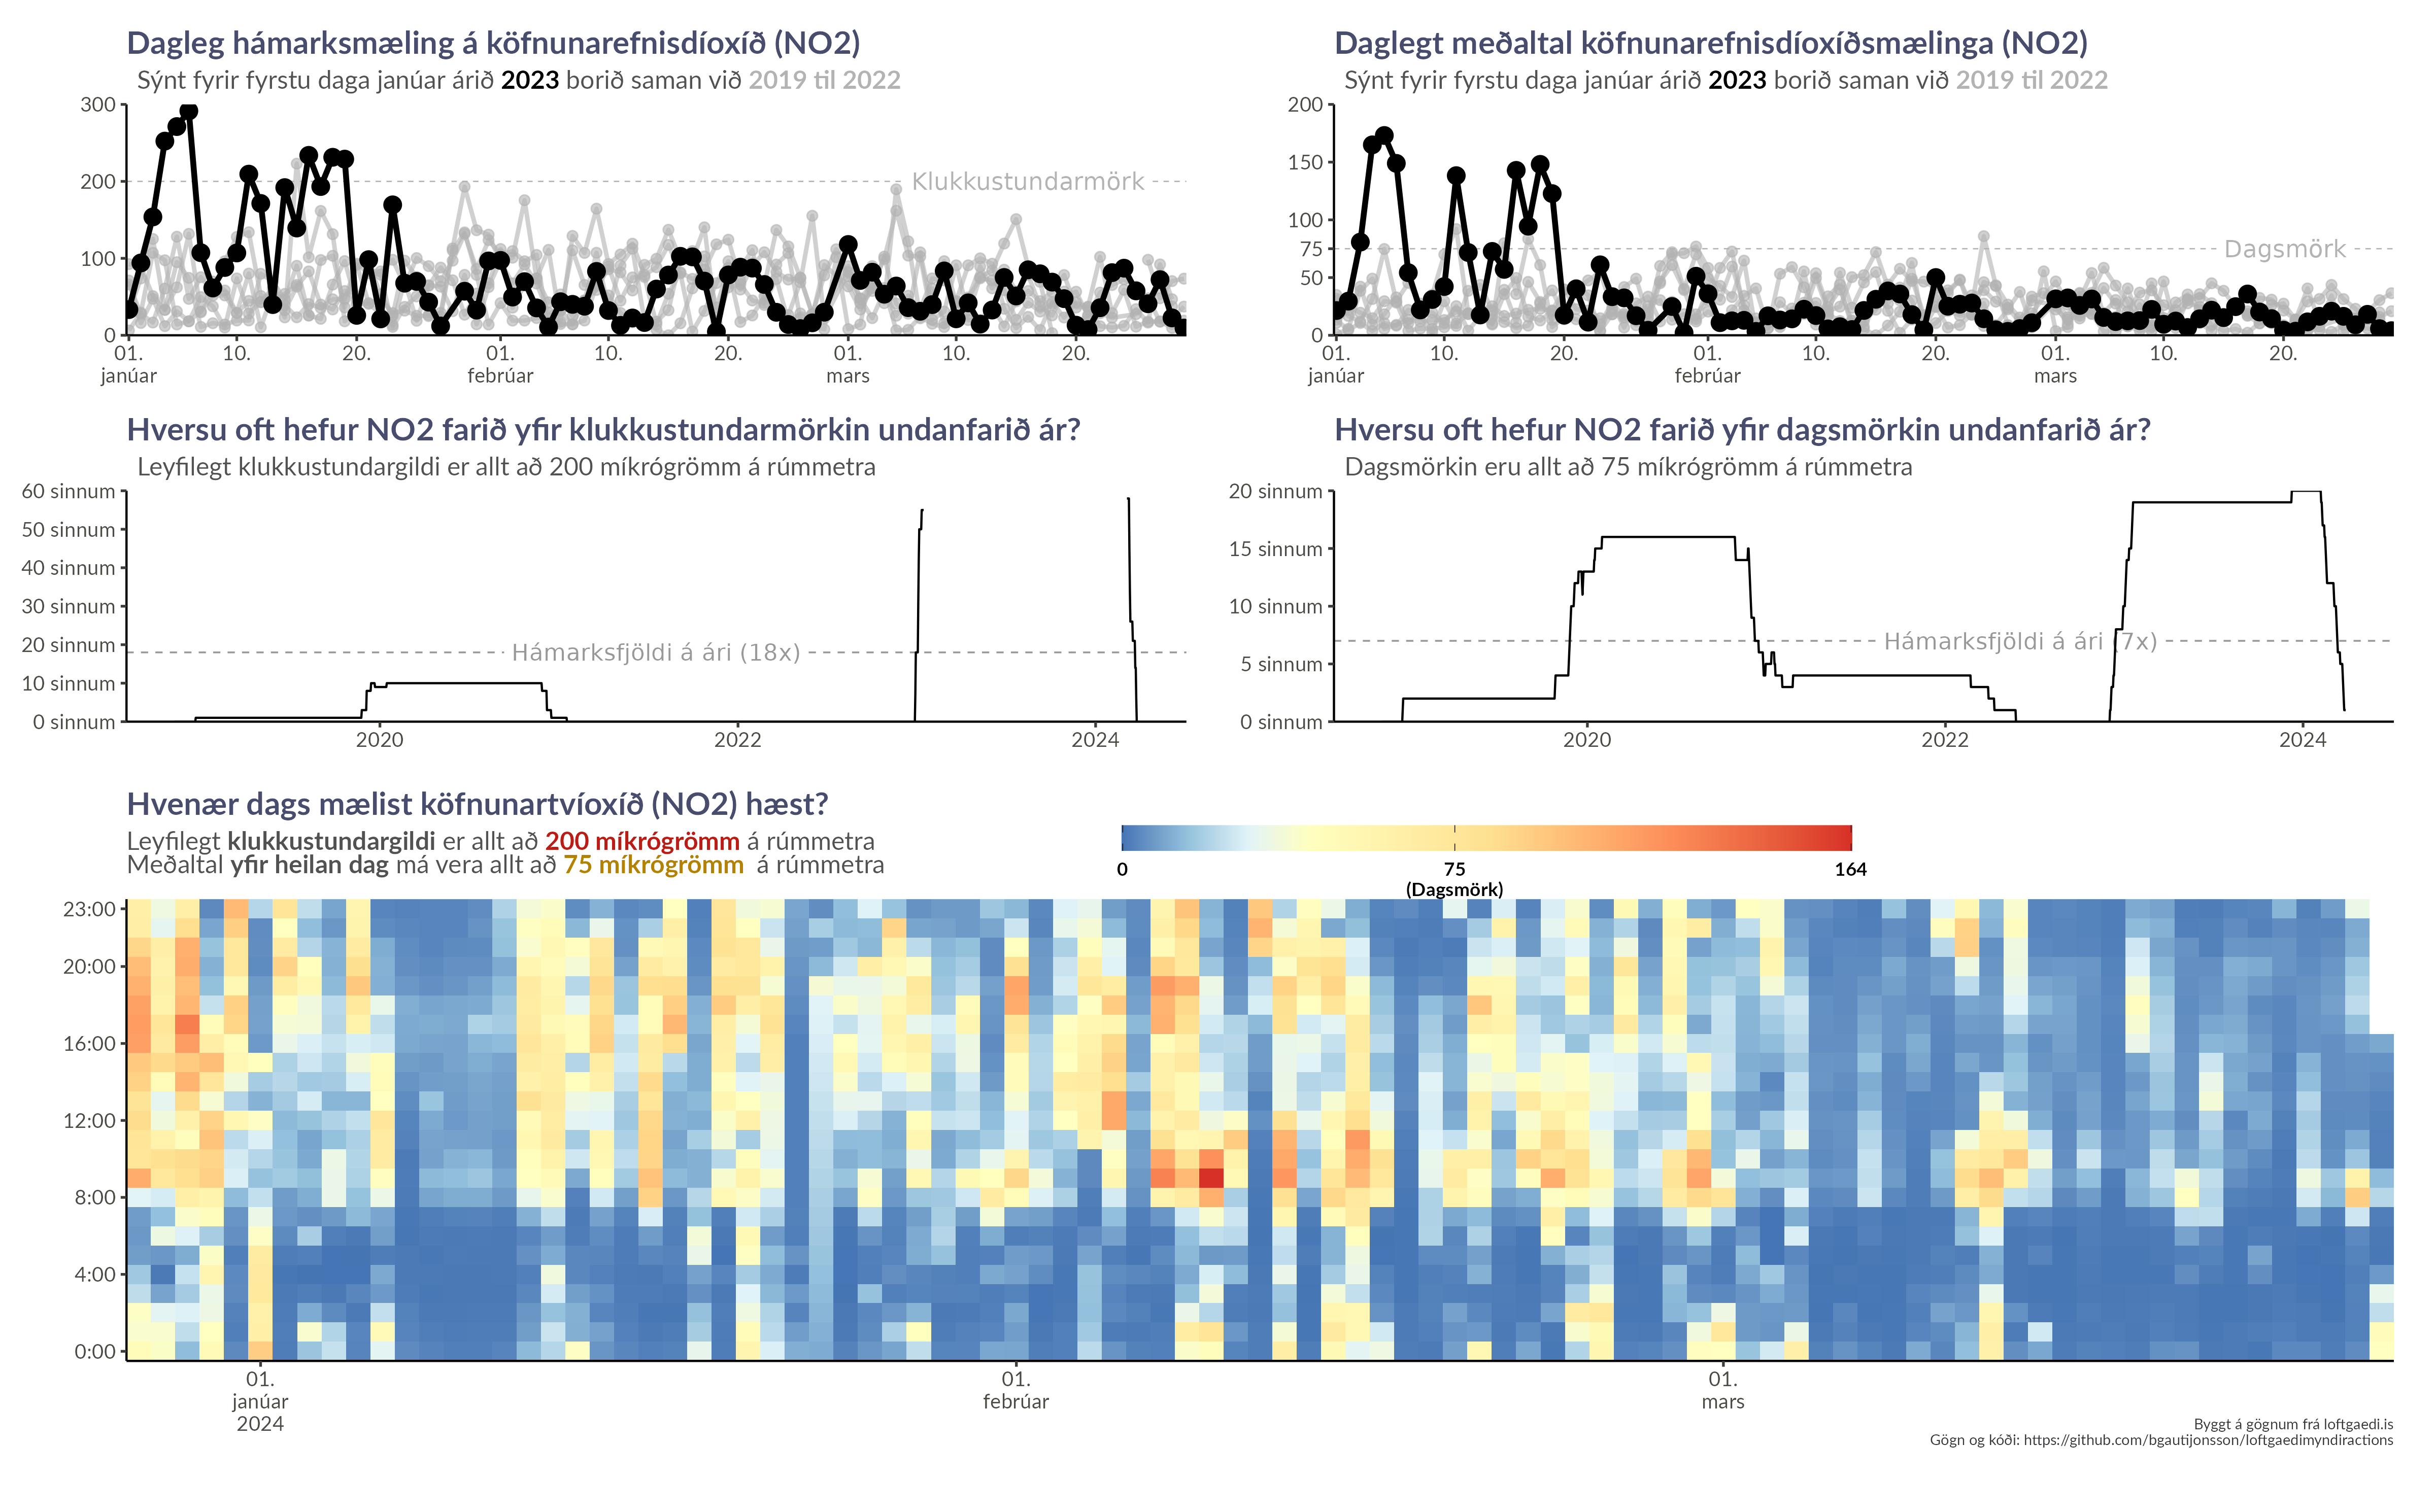 Dagleg hámarksmæling á köfnunarefnisdíoxíð (NO2)
Sýnt fyrir fyrstu daga janúar árið 2023 borið saman við 2019 til 2022
300
200
100
0
Klukkustundarmörk
01. 10. 20. 01. 10. 20. 01. 10. 20.
janúar febrúar mars
Daglegt meðaltal köfnunarefnisdíoxíðsmælinga (NO2)
Sýnt fyrir fyrstu daga janúar árið 2023 borið saman við 2019 til 2022
200
150
100
75
50
0
Dagsmörk
01. 10. 20. 01. 10. 20. 01. 10. 20.
janúar febrúar mars
Hversu oft hefur NO2 farið yfir klukkustundarmörkin undanfarið ár?
Leyfilegt klukkustundargildi er allt að 200 míkrógrömm á rúmmetra
60 sinnum
50 sinnum
40 sinnum
30 sinnum
20 sinnum
10 sinnum
0 sinnum
Hámarksfjöldi á ári (18x)
2020 2022 2024
Hversu oft hefur NO2 farið yfir dagsmörkin undanfarið ár?
Dagsmörkin eru allt að 75 míkrógrömm á rúmmetra
20 sinnum
15 sinnum
10 sinnum
5 sinnum
0 sinnum
Hámarksfjöldi á ári (7x)
2020 2022 2024
Hvenær dags mælist köfnunartvíoxíð (NO2) hæst?
Leyfilegt klukkustundargildi er allt að 200 míkrógrömm á rúmmetra
Meðaltal yfir heilan dag má vera allt að 75 míkrógrömm á rúmmetra
0 75 164
(Dagsmörk)
23:00
20:00
16:00
12:00
8:00
4:00
0:00
01. 01. 01.
janúar febrúar mars
2024
Byggt á gögnum frá loftgaedi.is
Gögn og kóði: https://github.com/bgautijonsson/loftgaedimyndiractions